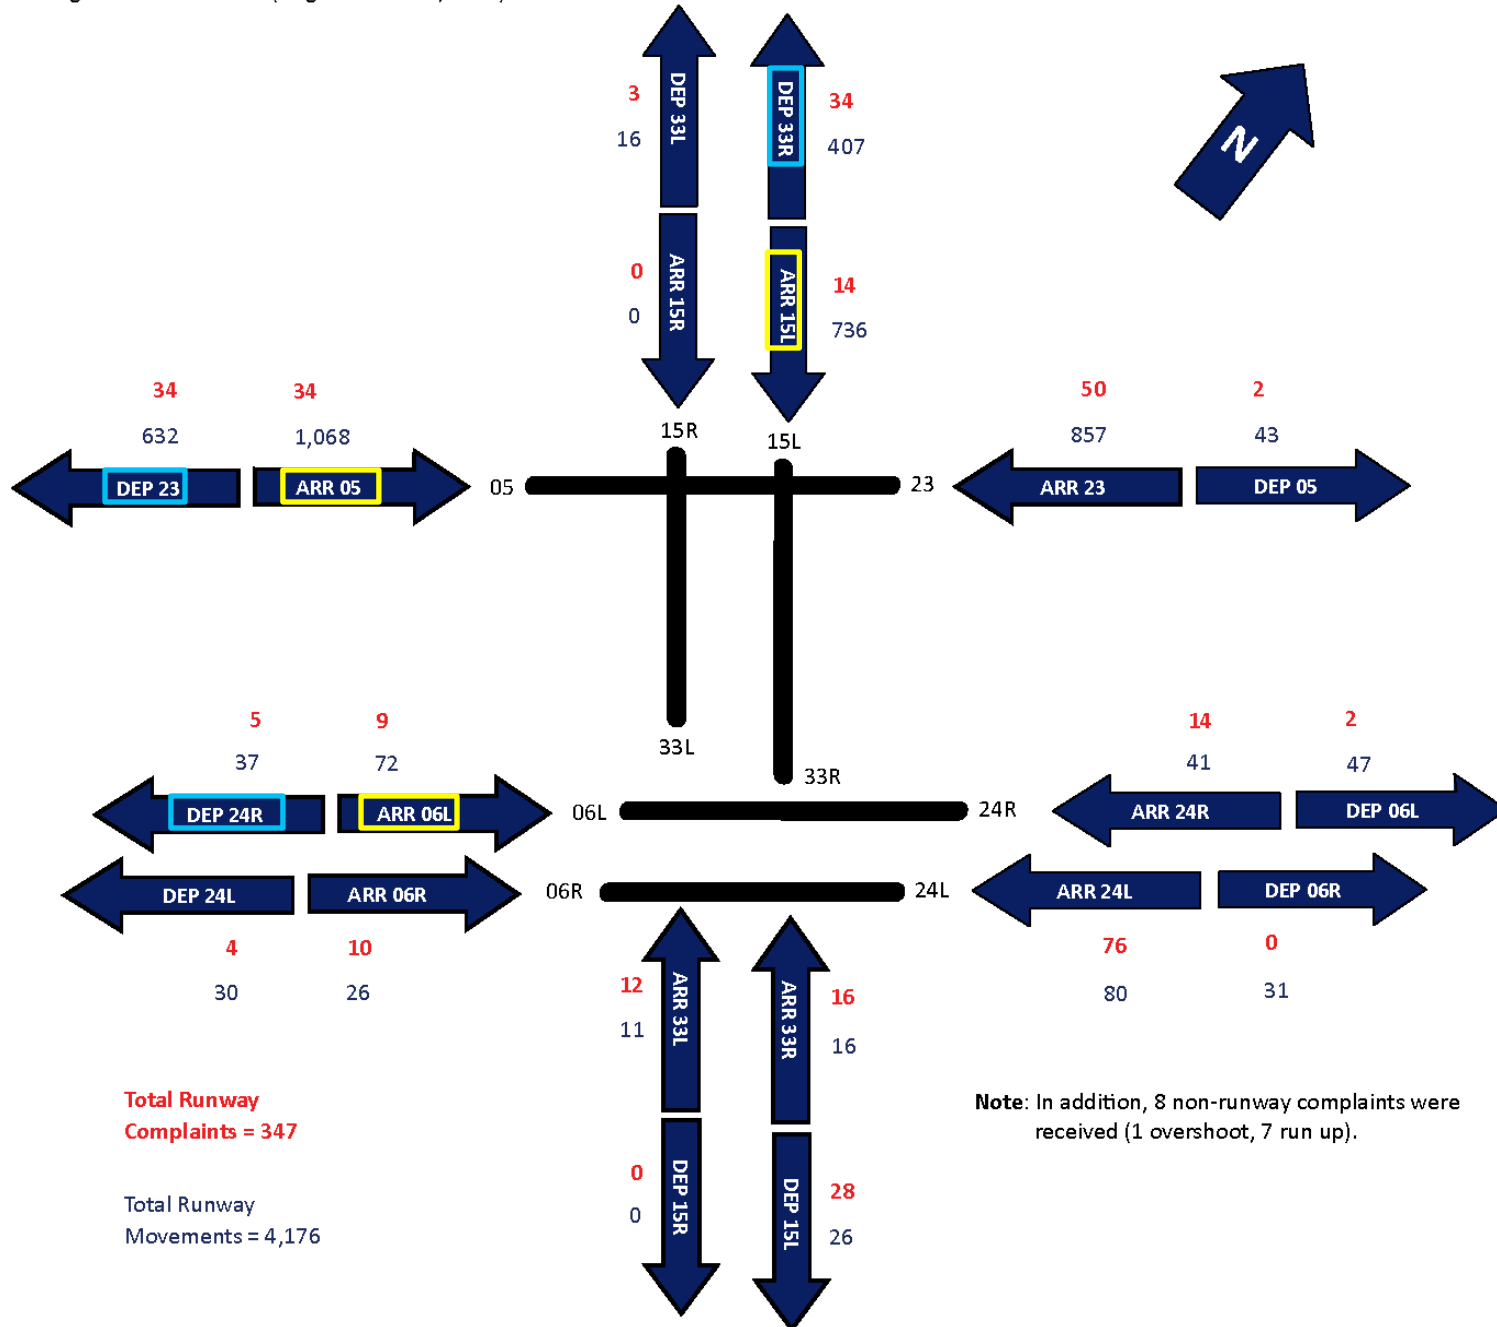 DEP 33L
DEP 33R
3
34
16
407
N
ARR 15R
ARR 15L
0
14
0
736
34
34
50
2
632
1,068
857
43
15R
15L
DEP 23
ARR 05
05
23
ARR 23
DEP 05
5
9
14
2
37
72
33L
41
47
33R
DEP 24R
ARR 06L
06L
24R
ARR 24R
DEP 06L
DEP 24L
ARR 06R
06R
24L
ARR 24L
DEP 06R
4
10
76
0
30
26
80
31
ARR 33L
ARR 33R
12
16
11
16
Total Runway
Complaints = 347
Note: In addition, 8 non-runway complaints were
received (1 overshoot, 7 run up).
DEP 15R
DEP 15L
0
28
0
26
Total Runway
Movements = 4,176